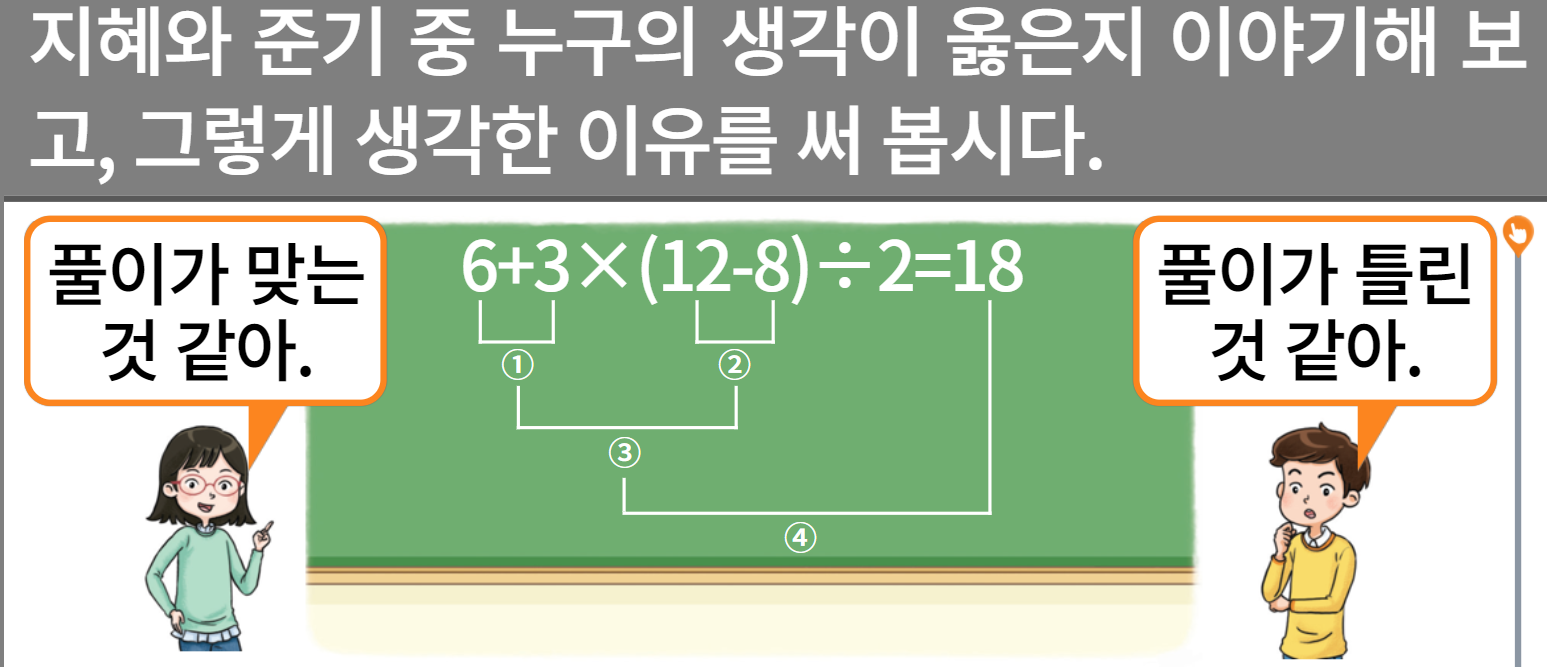 지혜와 준기 중 누구의 생각이 옳은지 이야기해 보
고, 그렇게 생각한 이유를 써 봅시다.
풀이가 맞는
것 같아.
6+3×(12-8)÷2=18
① ②
③
④
풀이가 틀린
것 같아.